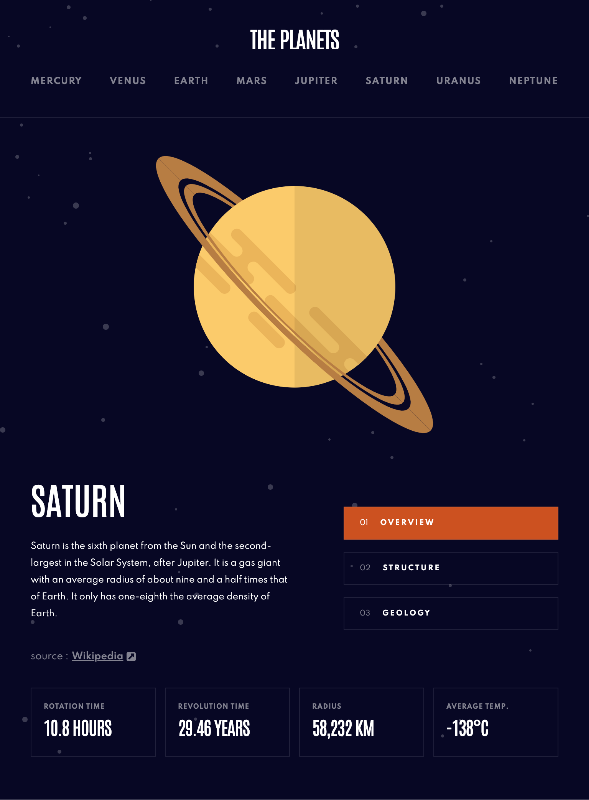 THE PLANETS
MERCURY VENUS EARTH MARS JUPITER SATURN URANUS NEPTUNE
SATURN
Saturn is the sixth planet from the Sun and the second-
largest in the Solar System, after Jupiter. It is a gas giant
with an average radius of about nine and a half times that
of Earth. It only has one-eighth the average density of
Earth.
source : Wikipedia
01 OVERVIEW
02 STRUCTURE
03 GEOLOGY
ROTATION TIME
10.8 HOURS
REVOLUTION TIME
29.46 YEARS
RADIUS
58,232 KM
AVERAGE TEMP.
-138°C